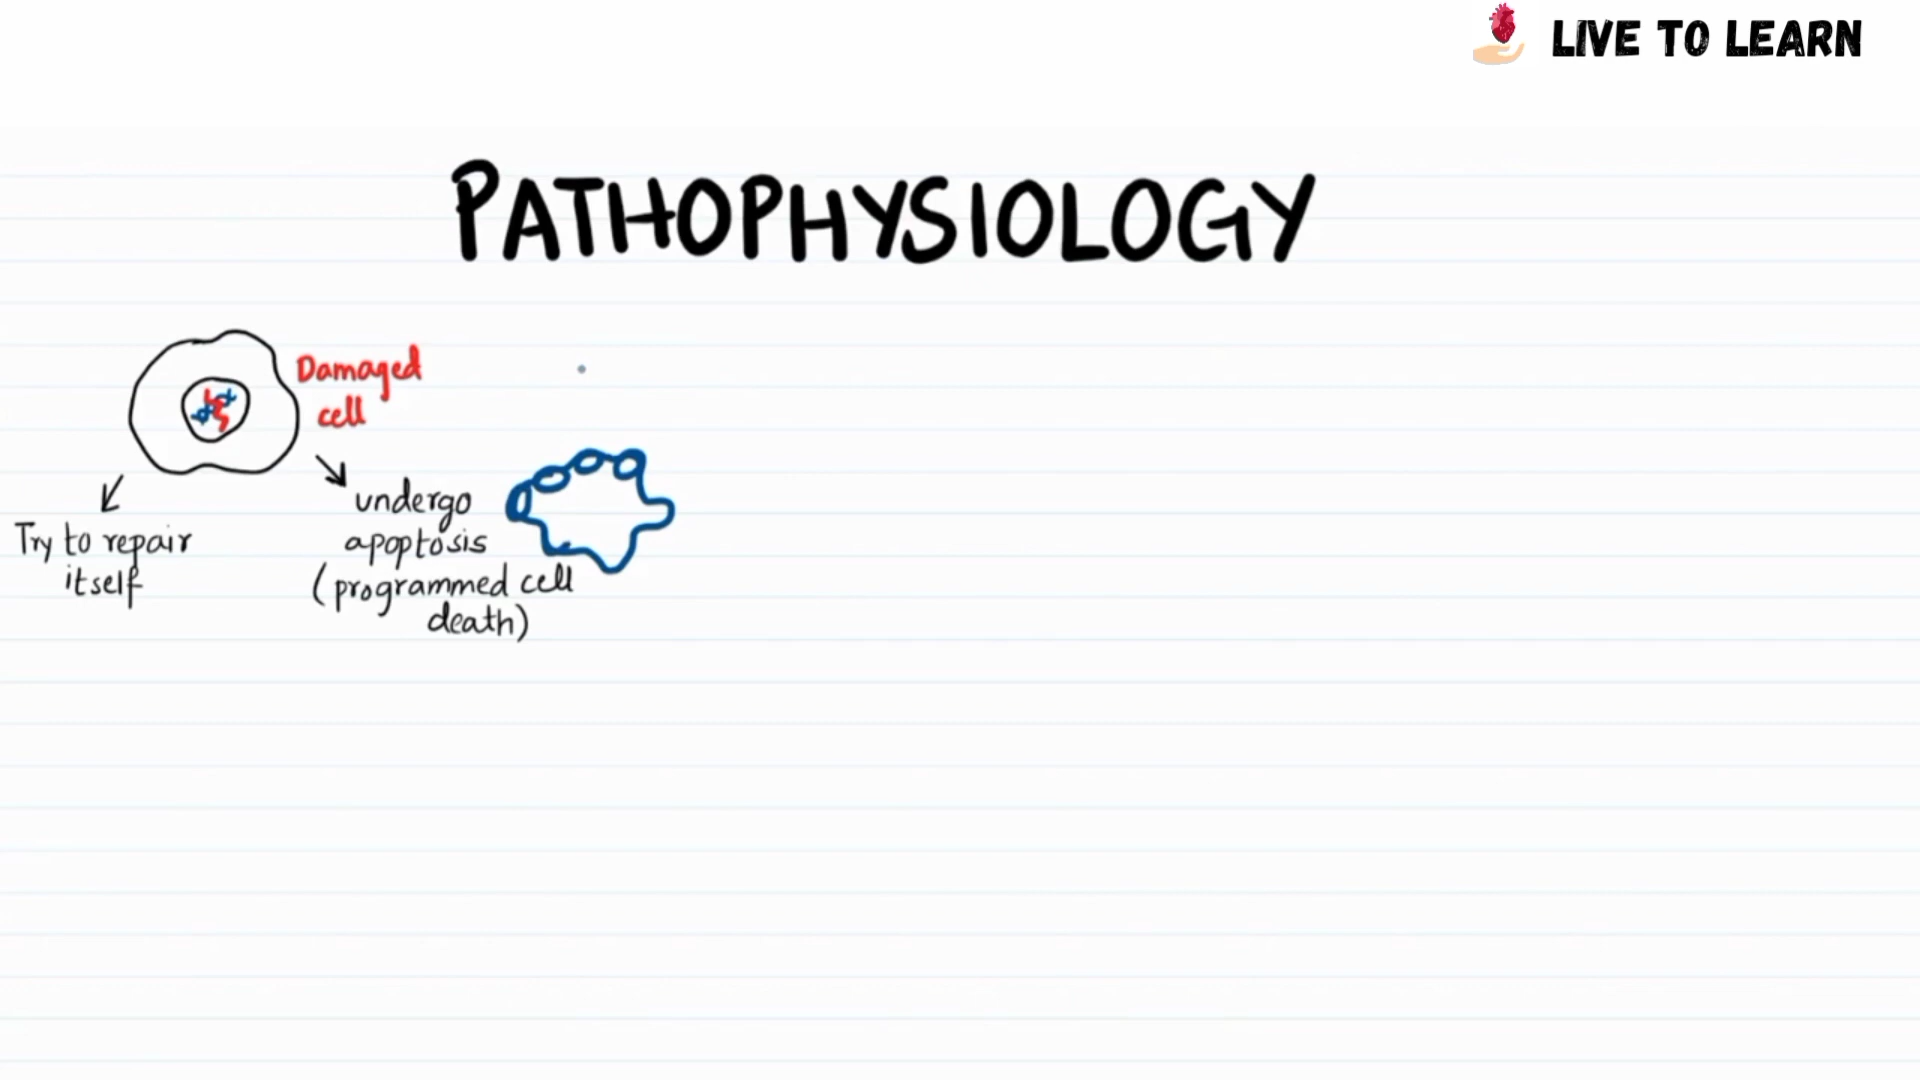 LIVE TO LEARN
PATHOPHYSIOLOGY
Damaged
cell
Try to repair
itself
undergo
apoptosis
(programmed cell
death)